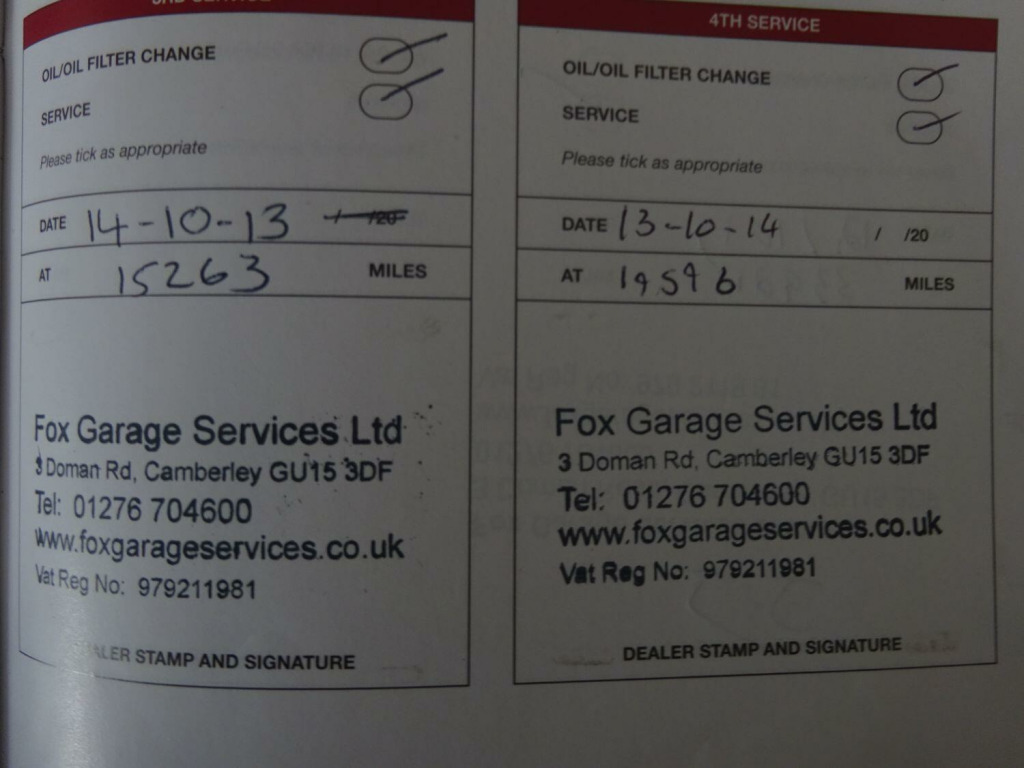 3RD SERVICE
OIL/OIL FILTER CHANGE
SERVICE
Please tick as appropriate
DATE 14-10-13 / /20
AT 15263 MILES
Fox Garage Services Ltd
3 Doman Rd, Camberley GU15 3DF
Tel: 01276 704600
www.foxgarageservices.co.uk
Vat Reg No: 979211981
ALER STAMP AND SIGNATURE
4TH SERVICE
OIL/OIL FILTER CHANGE
SERVICE
Please tick as appropriate
DATE 13-10-14 / /20
AT 19596 MILES
Fox Garage Services Ltd
3 Doman Rd, Camberley GU15 3DF
Tel: 01276 704600
www.foxgarageservices.co.uk
Vat Reg No: 979211981
DEALER STAMP AND SIGNATURE